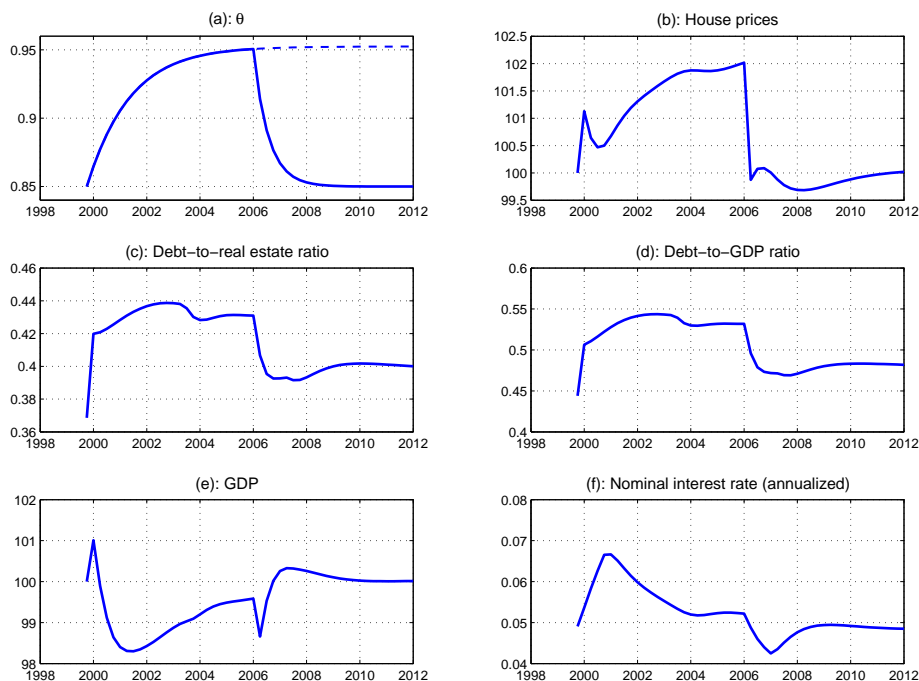 (a): θ
0.95
0.9
0.85
1998 2000 2002 2004 2006 2008 2010 2012
(b): House prices
102.5
102
101.5
101
100.5
100
99.5
1998 2000 2002 2004 2006 2008 2010 2012
(c): Debt−to−real estate ratio
0.46
0.44
0.42
0.4
0.38
0.36
1998 2000 2002 2004 2006 2008 2010 2012
(d): Debt−to−GDP ratio
0.6
0.55
0.5
0.45
0.4
1998 2000 2002 2004 2006 2008 2010 2012
(e): GDP
102
101
100
99
98
1998 2000 2002 2004 2006 2008 2010 2012
(f): Nominal interest rate (annualized)
0.08
0.07
0.06
0.05
0.04
1998 2000 2002 2004 2006 2008 2010 2012